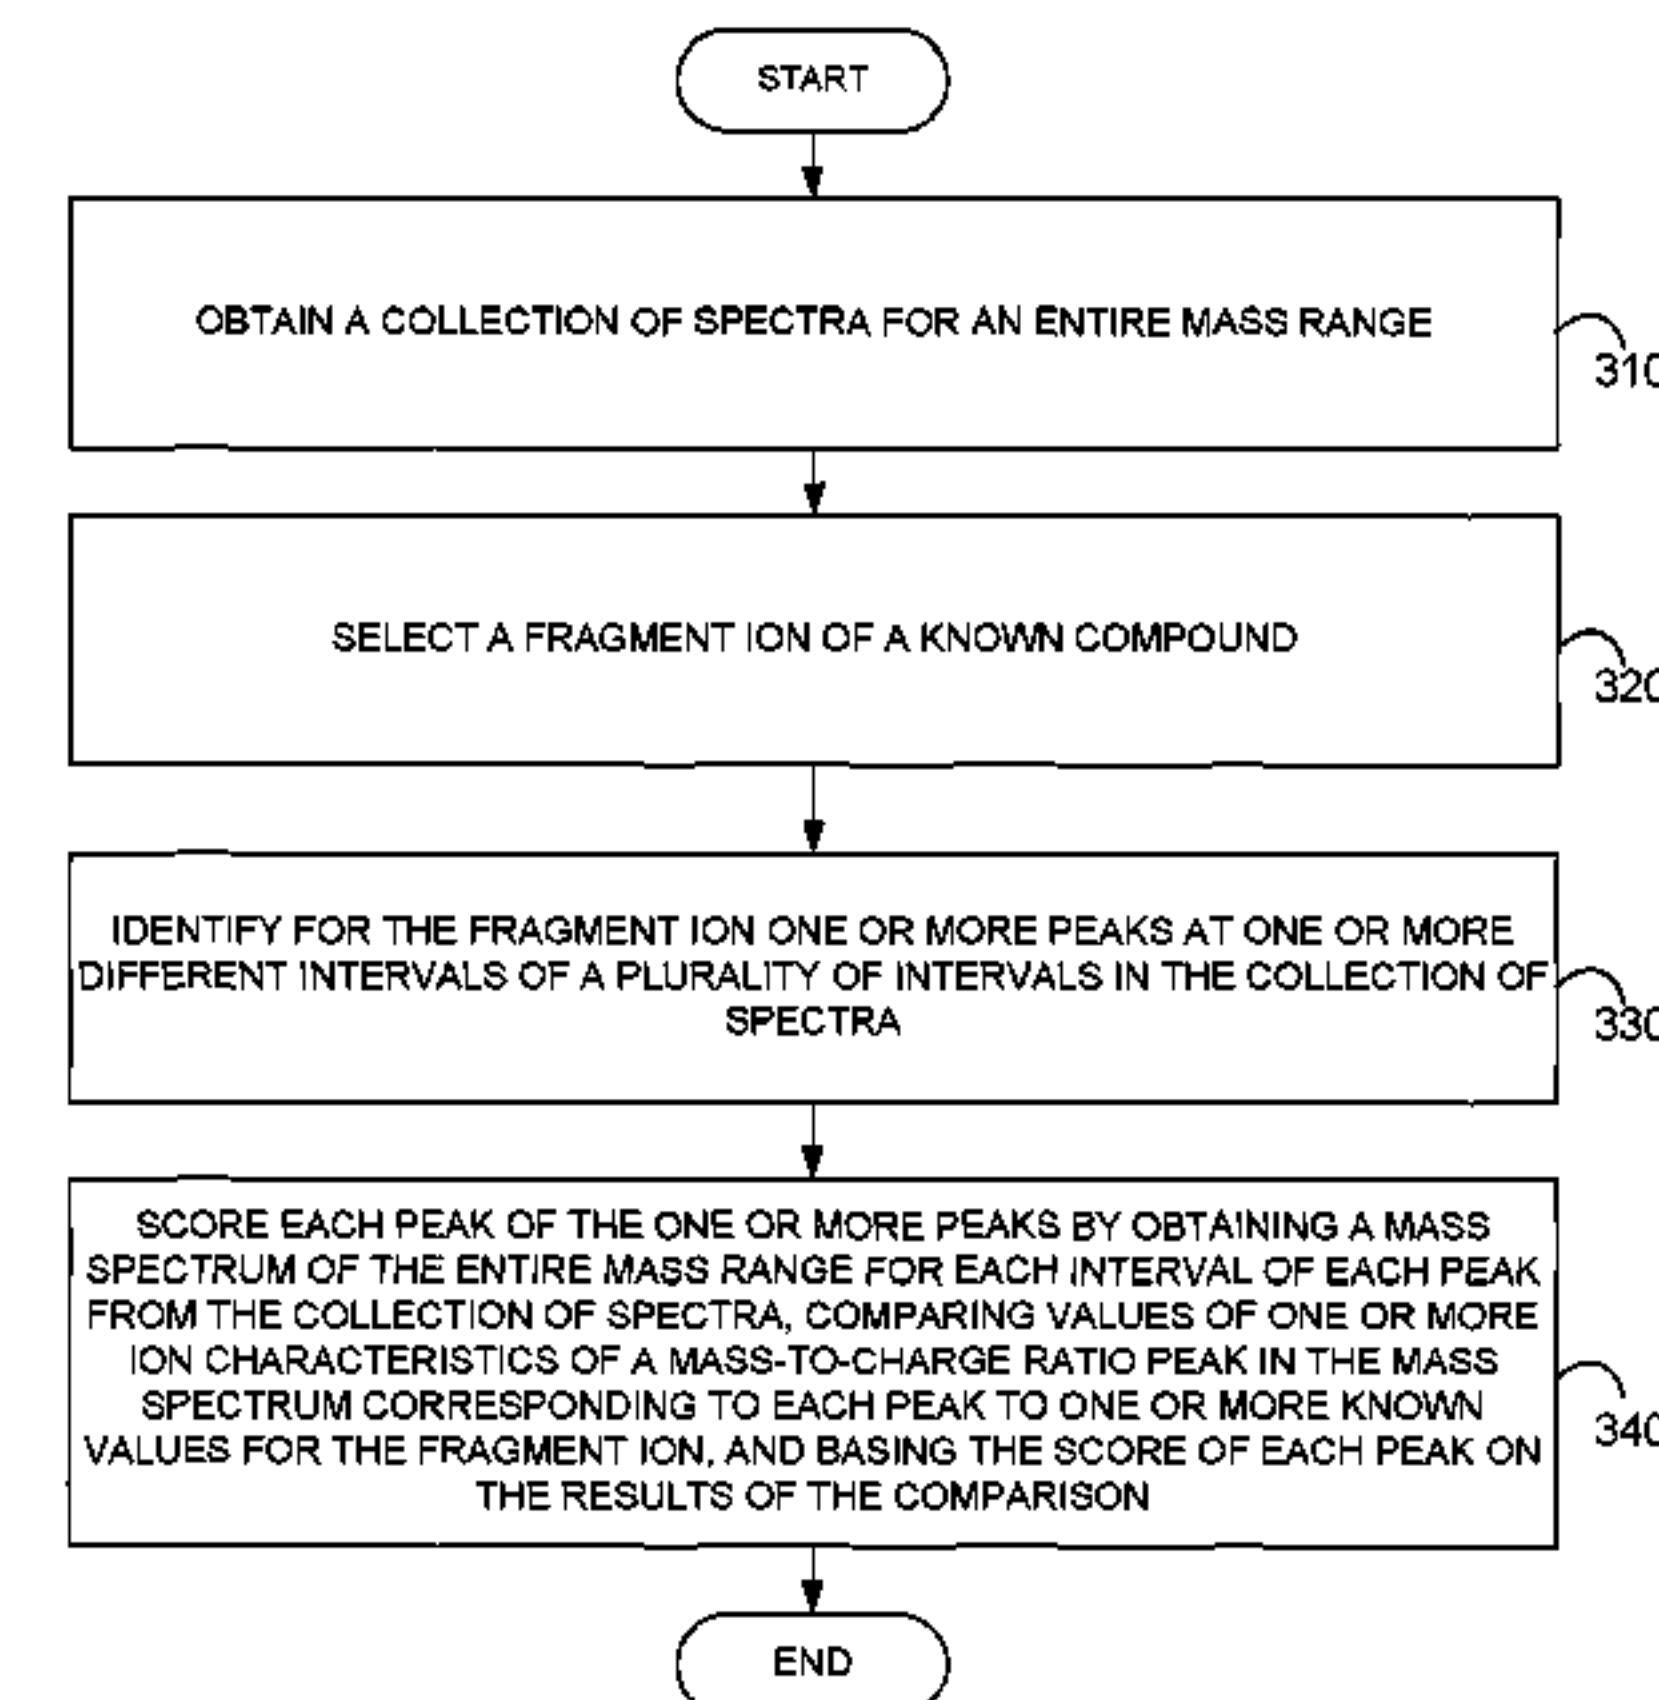 START
OBTAIN A COLLECTION OF SPECTRA FOR AN ENTIRE MASS RANGE
310
SELECT A FRAGMENT ION OF A KNOWN COMPOUND
320
IDENTIFY FOR THE FRAGMENT ION ONE OR MORE PEAKS AT ONE OR MORE
DIFFERENT INTERVALS OF A PLURALITY OF INTERVALS IN THE COLLECTION OF
SPECTRA
330
SCORE EACH PEAK OF THE ONE OR MORE PEAKS BY OBTAINING A MASS
SPECTRUM OF THE ENTIRE MASS RANGE FOR EACH INTERVAL OF EACH PEAK
FROM THE COLLECTION OF SPECTRA, COMPARING VALUES OF ONE OR MORE
ION CHARACTERISTICS OF A MASS-TO-CHARGE RATIO PEAK IN THE MASS
SPECTRUM CORRESPONDING TO EACH PEAK TO ONE OR MORE KNOWN
VALUES FOR THE FRAGMENT ION, AND BASING THE SCORE OF EACH PEAK ON
THE RESULTS OF THE COMPARISON
340
END